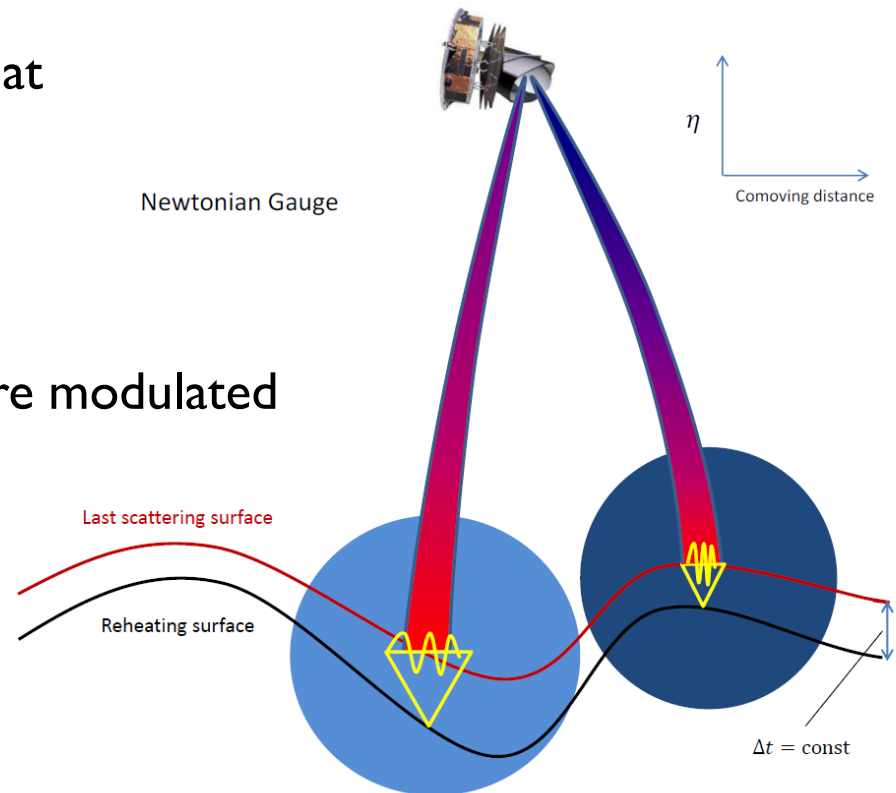 at
η
Comoving distance
Newtonian Gauge
re modulated
Last scattering surface
Reheating surface
Δt = const